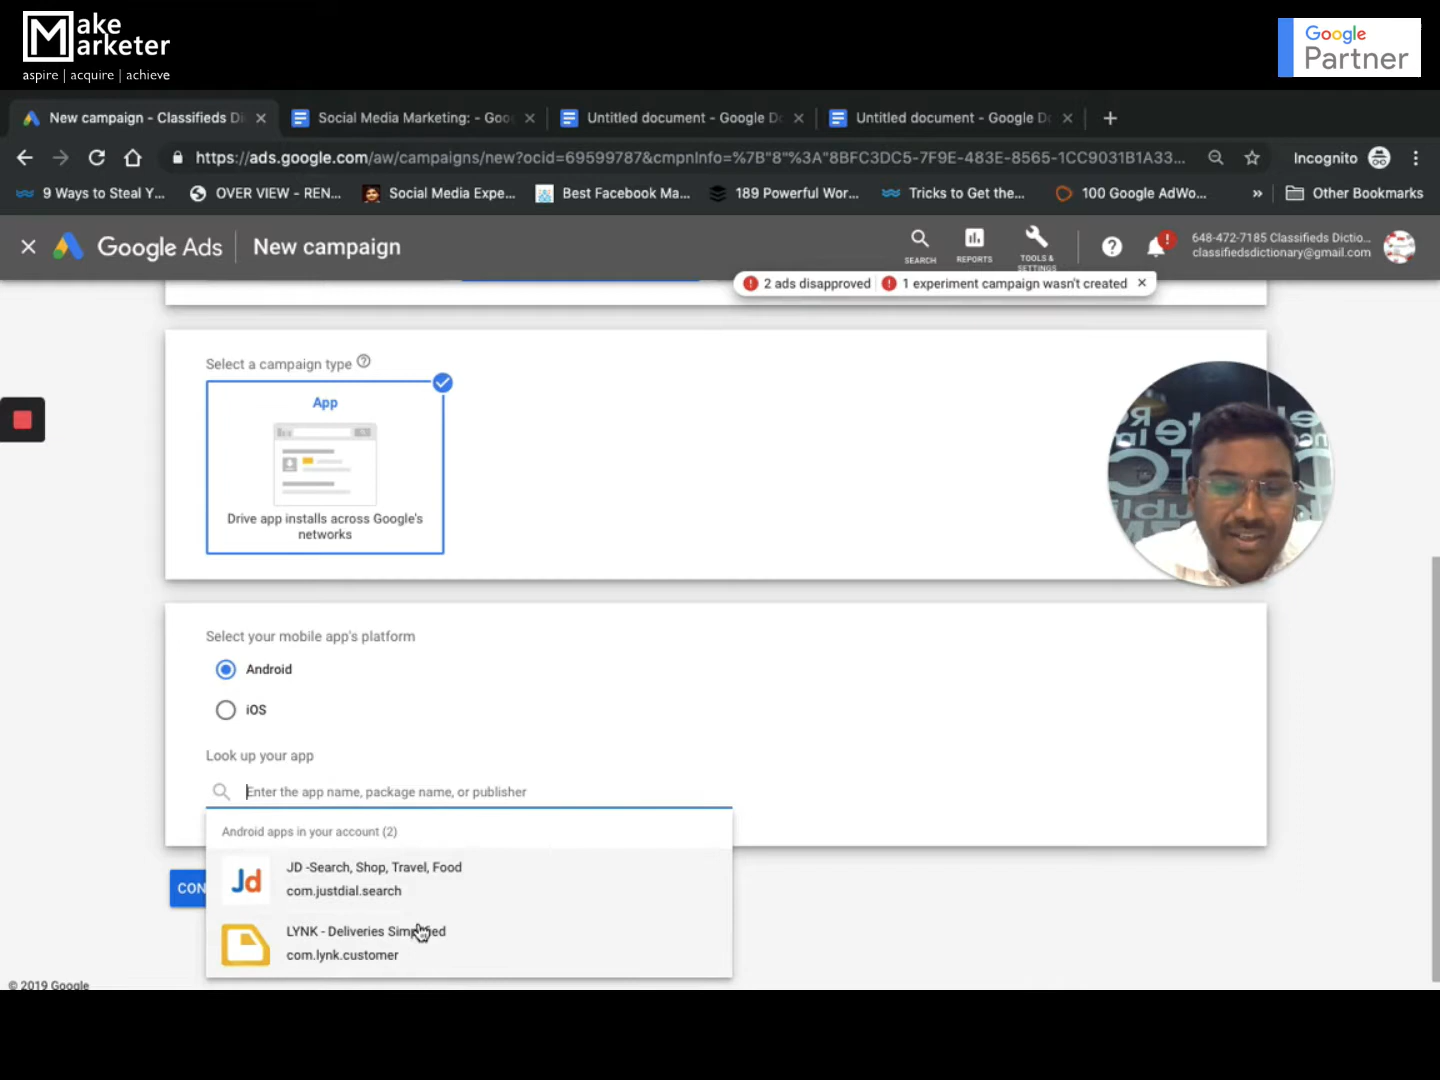 Make
Marketer
aspire | acquire | achieve
Google
Partner
New campaign - Classifieds Di
Social Media Marketing: - Goo
Untitled document - Google Do
Untitled document - Google Do
https://ads.google.com/aw/campaigns/new?ocid=69599787&cmpnInfo=%7B"8"%3A"8BFC3DC5-7F9E-483E-8565-1CC9031B1A33...
Incognito
9 Ways to Steal Y...
OVER VIEW - REN...
Social Media Expe...
Best Facebook Ma...
189 Powerful Wor...
Tricks to Get the...
100 Google AdWo...
»
Other Bookmarks
Google Ads
New campaign
SEARCH
REPORTS
TOOLS &
SETTINGS
648-472-7185 Classifieds Dictio...
classifiedsdictionary@gmail.com
2 ads disapproved
1 experiment campaign wasn't created
Select a campaign type
App
Drive app installs across Google's
networks
Select your mobile app's platform
Android
iOS
Look up your app
Enter the app name, package name, or publisher
Android apps in your account (2)
Jd
JD -Search, Shop, Travel, Food
com.justdial.search
CON
LYNK - Deliveries Simplified
com.lynk.customer
© 2019 Google